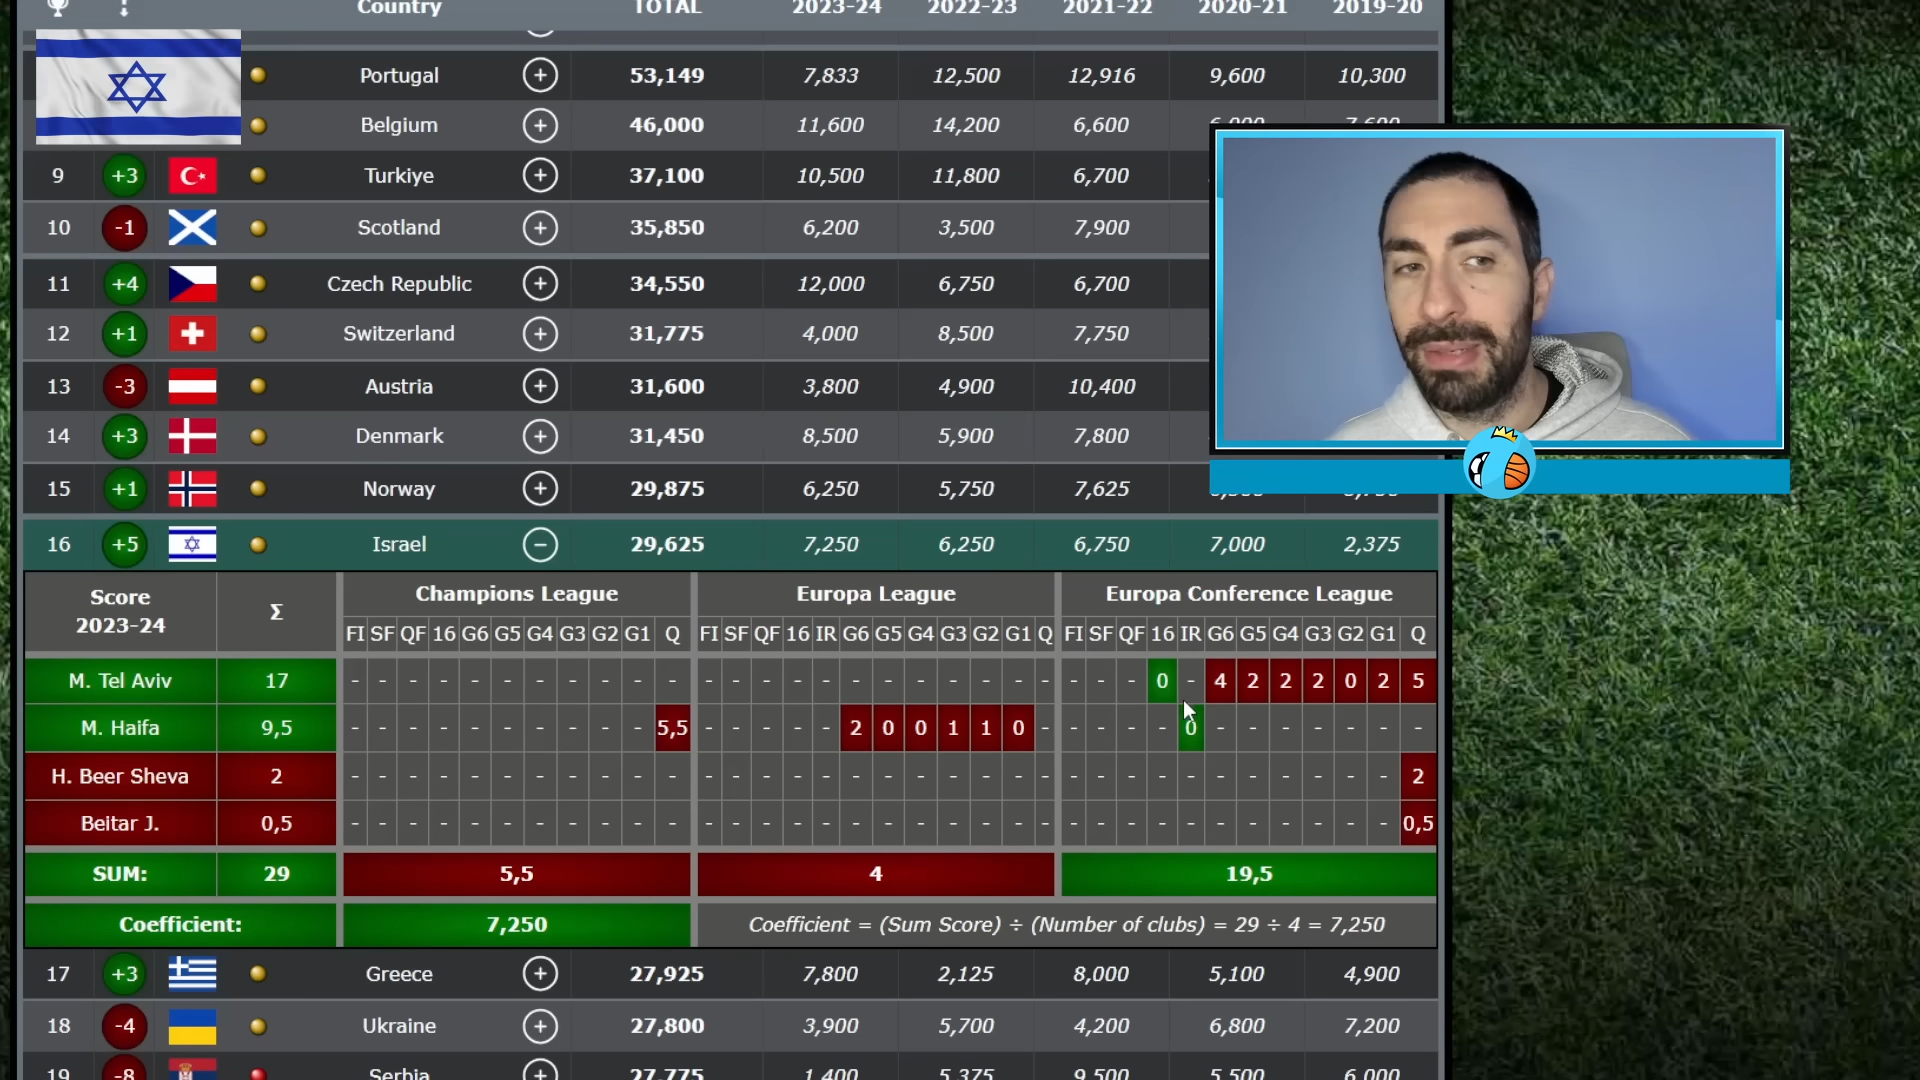 Country TOTAL 2023-24 2022-23 2021-22 2020-21 2019-20
Portugal + 53,149 7,833 12,500 12,916 9,600 10,300
Belgium + 46,000 11,600 14,200 6,600
9 +3 Turkiye + 37,100 10,500 11,800 6,700
10 -1 Scotland + 35,850 6,200 3,500 7,900
11 +4 Czech Republic + 34,550 12,000 6,750 6,700
12 +1 Switzerland + 31,775 4,000 8,500 7,750
13 -3 Austria + 31,600 3,800 4,900 10,400
14 +3 Denmark + 31,450 8,500 5,900 7,800
15 +1 Norway + 29,875 6,250 5,750 7,625
16 +5 Israel − 29,625 7,250 6,250 6,750 7,000 2,375
Score 2023-24 Σ Champions League Europa League Europa Conference League
FI SF QF 16 G6 G5 G4 G3 G2 G1 Q FI SF QF 16 IR G6 G5 G4 G3 G2 G1 Q FI SF QF 16 IR G6 G5 G4 G3 G2 G1 Q
M. Tel Aviv 17 - - - - - - - - - - - - - - - - - - - - - - - - - - 0 - 4 2 2 2 0 2 5
M. Haifa 9,5 - - - - - - - - - - 5,5 - - - - - 2 0 0 1 1 0 - - - - - 0 - - - - - - -
H. Beer Sheva 2 - - - - - - - - - - - - - - - - - - - - - - - - - - - - - - - - - - 2
Beitar J. 0,5 - - - - - - - - - - - - - - - - - - - - - - - - - - - - - - - - - - 0,5
SUM: 29 5,5 4 19,5
Coefficient: 7,250 Coefficient = (Sum Score) ÷ (Number of clubs) = 29 ÷ 4 = 7,250
17 +3 Greece + 27,925 7,800 2,125 8,000 5,100 4,900
18 -4 Ukraine + 27,800 3,900 5,700 4,200 6,800 7,200
19 -8 Serbia + 27,775 1,400 5,375 9,500 5,500 6,000